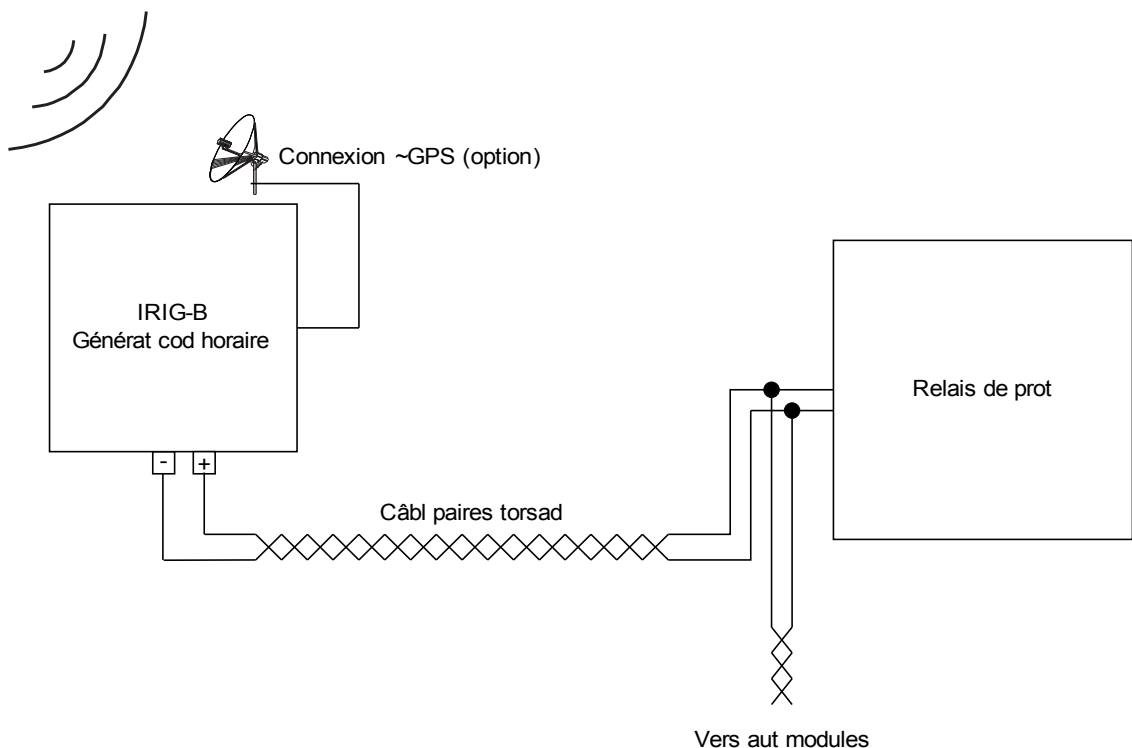 Connexion ~GPS (option)
IRIG-B
Générat cod horaire
Relais de prot
- +
Câbl paires torsad
Vers aut modules